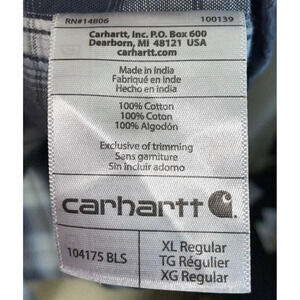 RN#14806 100139
Carhartt, Inc. P.O. Box 600
Dearborn, MI 48121 USA
carhartt.com
Made in India
Fabriqué en Inde
Hecho en India
100% Cotton
100% Coton
100% Algodón
Exclusive of trimming
Sans garniture
Sin incluir adorno
carhartt
104175 BLS
XL Regular
TG Régulier
XG Regular